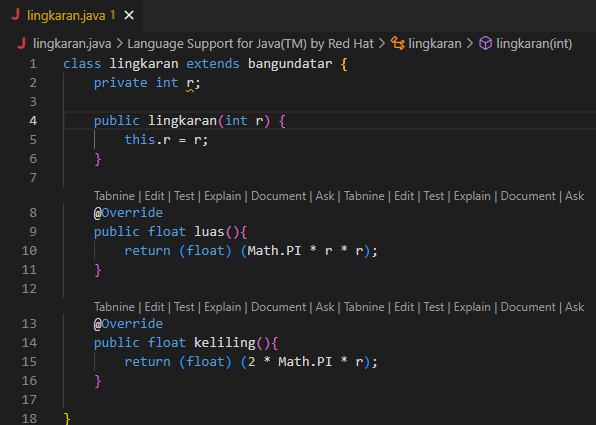 J lingkaran.java 1 ×
J lingkaran.java > Language Support for Java(TM) by Red Hat > lingkaran > lingkaran(int)
1 class lingkaran extends bangundatar {
2     private int r;
3
4     public lingkaran(int r) {
5         this.r = r;
6     }
7
Tabnine | Edit | Test | Explain | Document | Ask | Tabnine | Edit | Test | Explain | Document | Ask
8     @Override
9     public float luas(){
10         return (float) (Math.PI * r * r);
11     }
12
Tabnine | Edit | Test | Explain | Document | Ask | Tabnine | Edit | Test | Explain | Document | Ask
13     @Override
14     public float keliling(){
15         return (float) (2 * Math.PI * r);
16     }
17
18 }